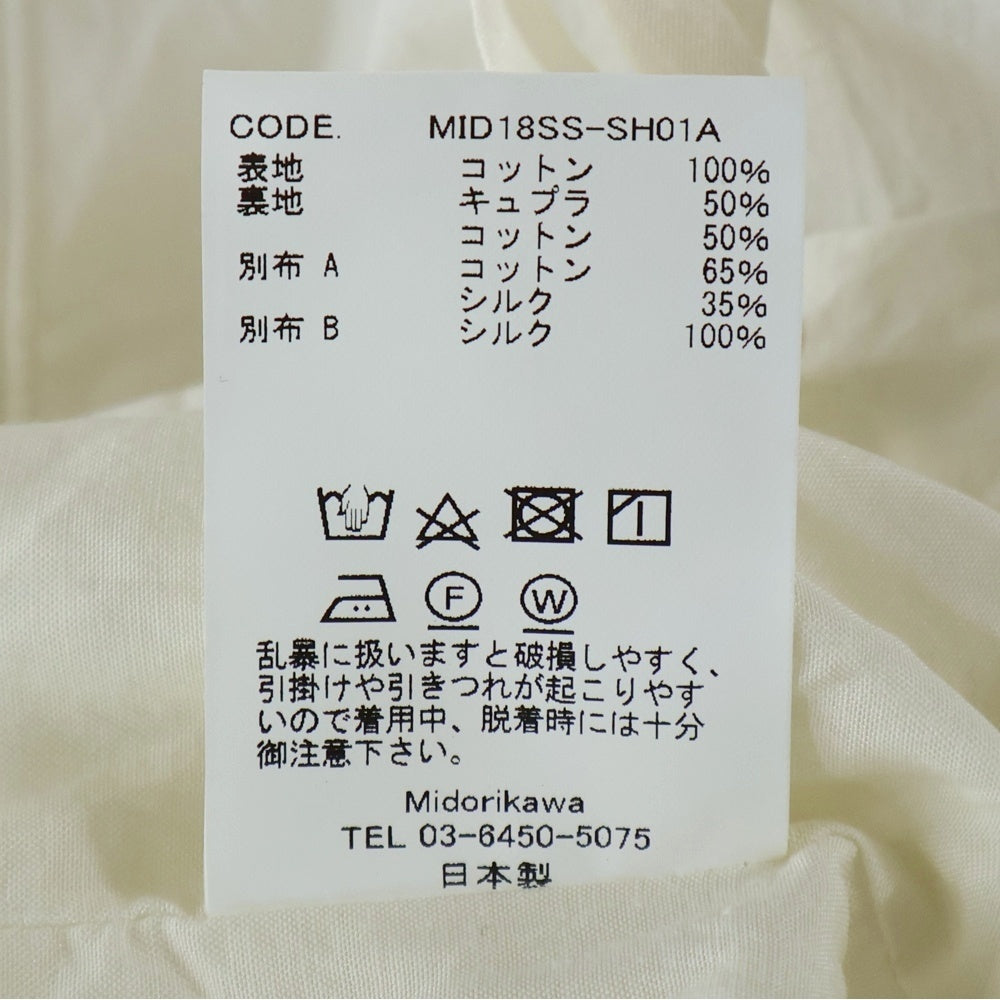 CODE. MID18SS-SH01A
表地 コットン 100%
裏地 キュプラ 50%
コットン 50%
別布 A コットン 65%
シルク 35%
別布 B シルク 100%
F W
乱暴に扱いますと破損しやすく、
引掛けや引きつれが起こりやす
いので着用中、脱着時には十分
御注意下さい。
Midorikawa
TEL 03-6450-5075
日本製